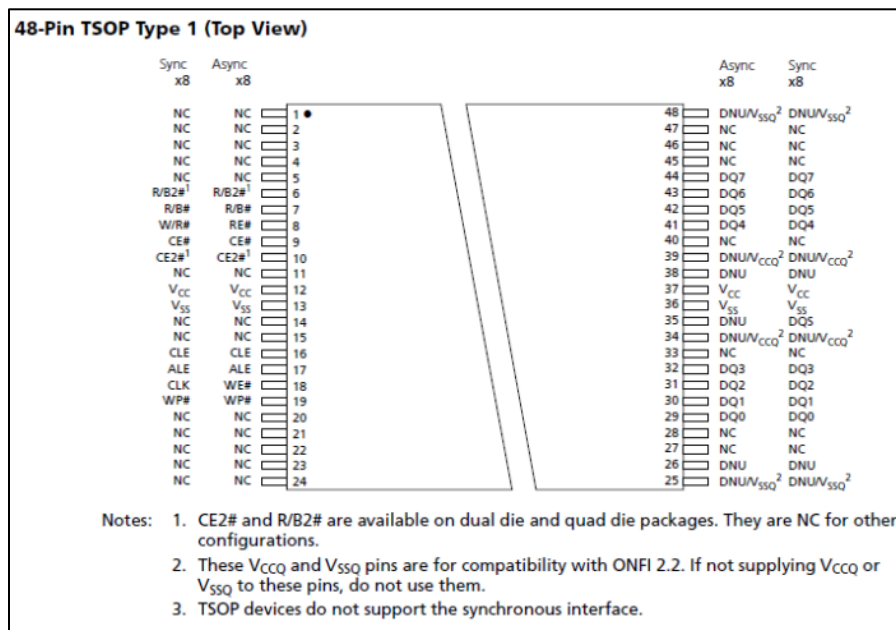 48-Pin TSOP Type 1 (Top View)
Sync Async Async Sync
x8 x8 x8 x8
NC NC 1 48 DNU/VSSQ2 DNU/VSSQ2
NC NC 2 47 NC NC
NC NC 3 46 NC NC
NC NC 4 45 NC NC
NC NC 5 44 DQ7 DQ7
R/B2#1 R/B2#1 6 43 DQ6 DQ6
R/B# R/B# 7 42 DQ5 DQ5
W/R# RE# 8 41 DQ4 DQ4
CE# CE# 9 40 NC NC
CE2#1 CE2#1 10 39 DNU/VCCQ2 DNU/VCCQ2
NC NC 11 38 DNU DNU
VCC VCC 12 37 VCC VCC
VSS VSS 13 36 VSS VSS
NC NC 14 35 DNU DQS
NC NC 15 34 DNU/VCCQ2 DNU/VCCQ2
CLE CLE 16 33 NC NC
ALE ALE 17 32 DQ3 DQ3
CLK WE# 18 31 DQ2 DQ2
WP# WP# 19 30 DQ1 DQ1
NC NC 20 29 DQ0 DQ0
NC NC 21 28 NC NC
NC NC 22 27 NC NC
NC NC 23 26 DNU DNU
NC NC 24 25 DNU/VSSQ2 DNU/VSSQ2
Notes: 1. CE2# and R/B2# are available on dual die and quad die packages. They are NC for other
configurations.
2. These VCCQ and VSSQ pins are for compatibility with ONFI 2.2. If not supplying VCCQ or
VSSQ to these pins, do not use them.
3. TSOP devices do not support the synchronous interface.